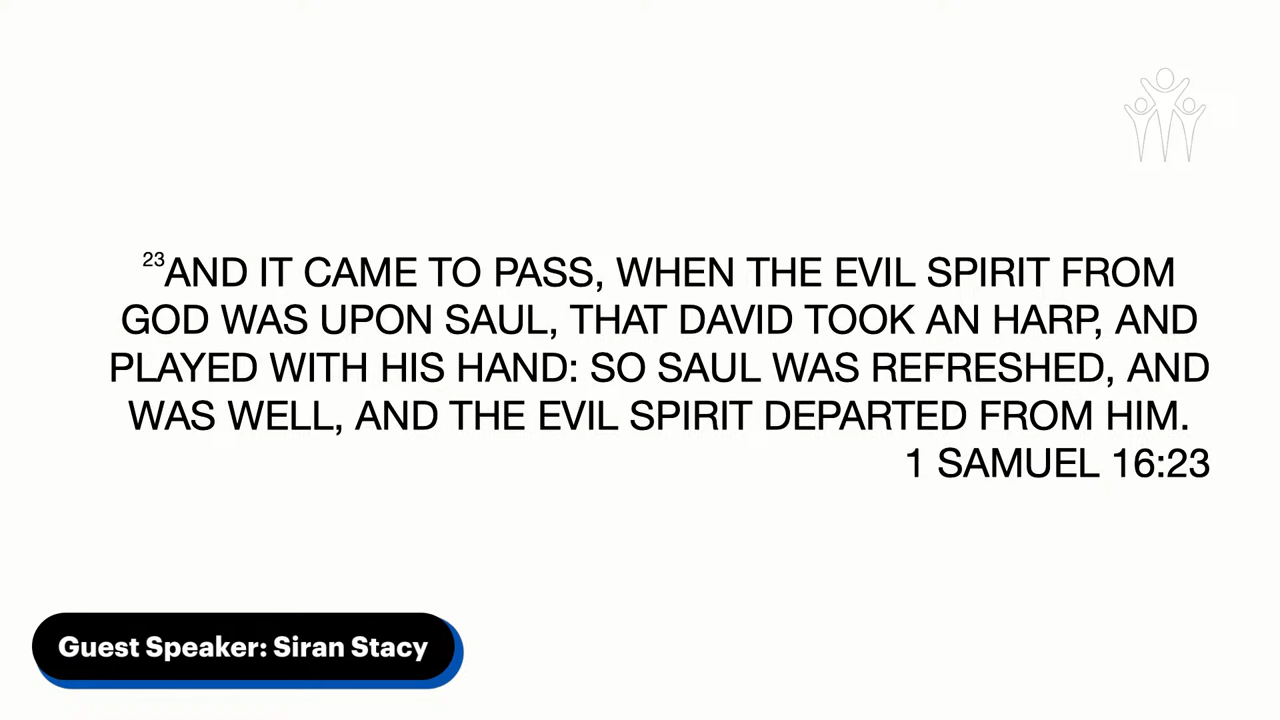 23AND IT CAME TO PASS, WHEN THE EVIL SPIRIT FROM
GOD WAS UPON SAUL, THAT DAVID TOOK AN HARP, AND
PLAYED WITH HIS HAND: SO SAUL WAS REFRESHED, AND
WAS WELL, AND THE EVIL SPIRIT DEPARTED FROM HIM.
1 SAMUEL 16:23
Guest Speaker: Siran Stacy